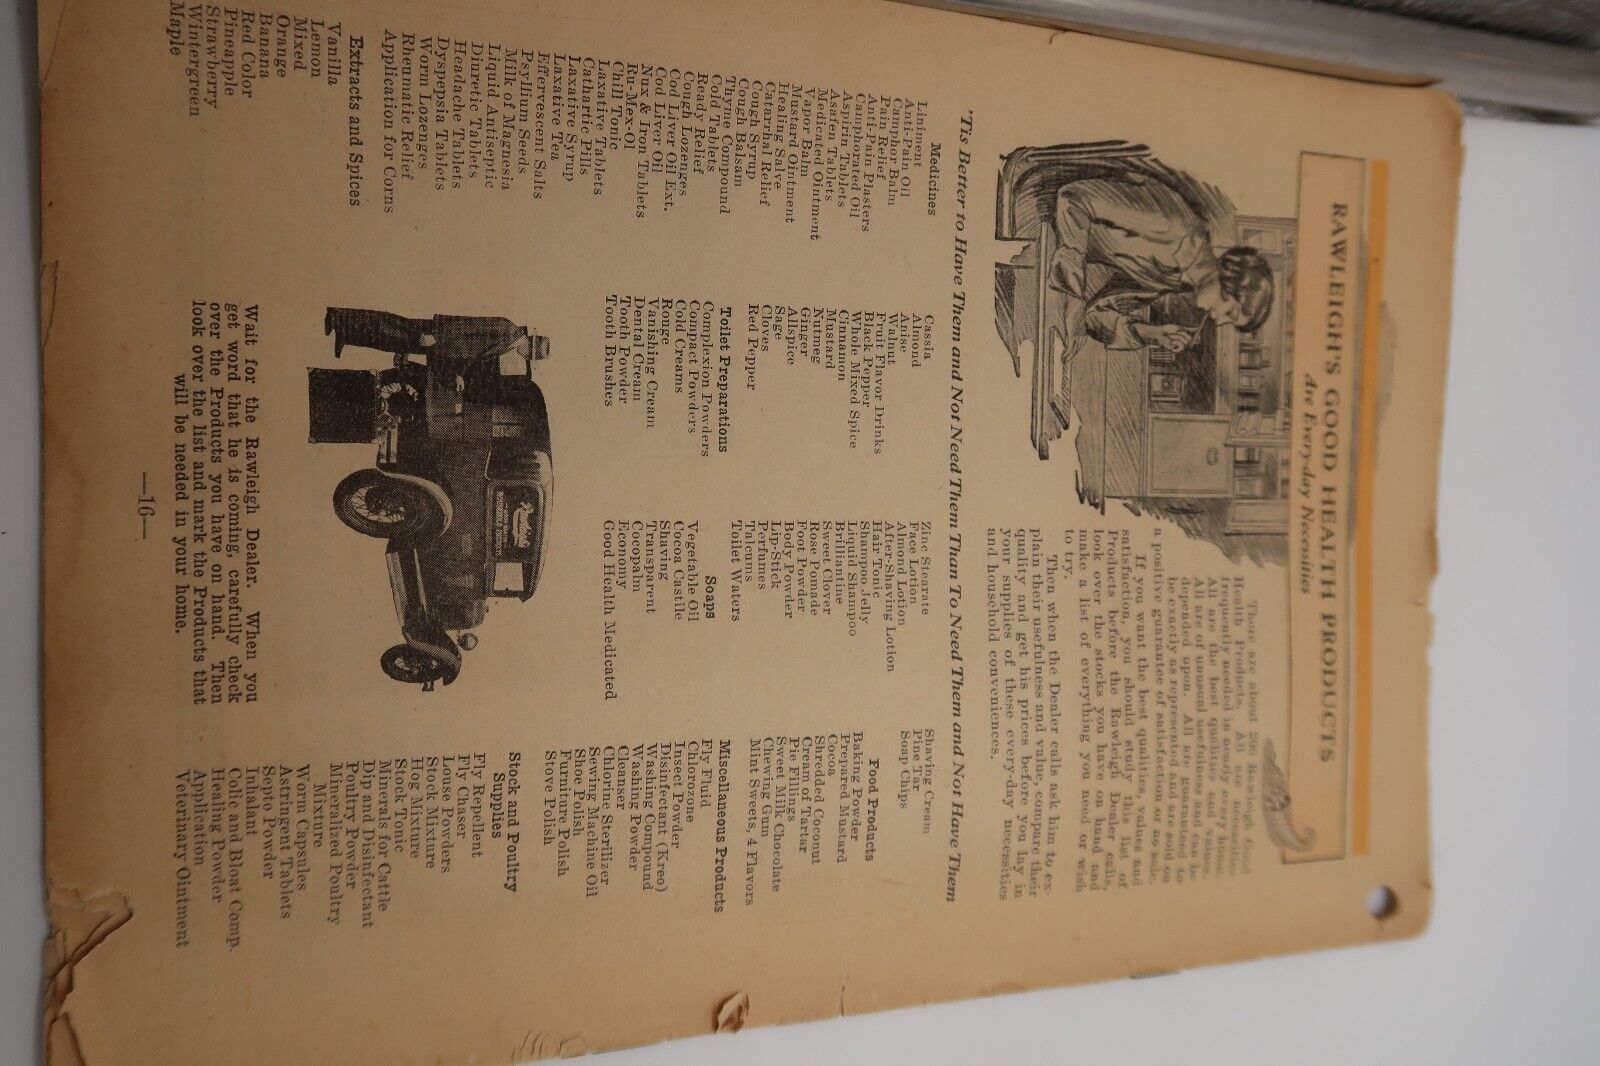 RAWLEIGH'S GOOD HEALTH PRODUCTS
Are Every-day Necessities
There are about 200 Rawleigh Good
Health Products. All are necessities
frequently needed in nearly every home.
All are the best qualities and values.
All are of unusual usefulness and can be
depended upon. All are guaranteed to
be exactly as represented and are sold on
a positive guarantee of satisfaction or no sale.
If you want the best qualities, values and
satisfaction, you should study this list of
Products before the Rawleigh Dealer calls,
look over the stocks you have on hand and
make a list of everything you need or wish
to try.
Then when the Dealer calls ask him to ex-
plain their usefulness and value, compare their
quality and get his prices before you lay in
your supplies of these every-day necessities
and household conveniences.
'Tis Better to Have Them and Not Need Them Than To Need Them and Not Have Them
Medicines
Liniment
Anti-Pain Oil
Camphor Balm
Pain Relief
Anti-Pain Plasters
Camphorated Oil
Aspirin Tablets
Asafen Tablets
Medicated Ointment
Vapor Balm
Mustard Ointment
Healing Salve
Catarrhal Relief
Cough Syrup
Cough Balsam
Thyme Compound
Cold Tablets
Ready Relief
Cough Lozenges
Cod Liver Oil Ext.
Cod Liver Oil
Nux & Iron Tablets
Ru-Mex-Ol
Chill Tonic
Laxative Tablets
Cathartic Pills
Laxative Syrup
Laxative Tea
Effervescent Salts
Psyllium Seeds
Milk of Magnesia
Liquid Antiseptic
Diuretic Tablets
Headache Tablets
Dyspepsia Tablets
Worm Lozenges
Rheumatic Relief
Application for Corns
Extracts and Spices
Vanilla
Lemon
Mixed
Orange
Banana
Red Color
Pineapple
Strawberry
Wintergreen
Maple
Cassia
Almond
Anise
Walnut
Fruit Flavor Drinks
Black Pepper
Whole Mixed Spice
Cinnamon
Mustard
Nutmeg
Ginger
Allspice
Sage
Cloves
Red Pepper
Toilet Preparations
Complexion Powders
Compact Powders
Cold Creams
Rouge
Vanishing Cream
Dental Cream
Tooth Powder
Tooth Brushes
Zinc Stearate
Face Lotion
Almond Lotion
After-Shaving Lotion
Hair Tonic
Shampoo Jelly
Liquid Shampoo
Brilliantine
Sweet Clover
Rose Pomade
Foot Powder
Body Powder
Lip-Stick
Perfumes
Talcums
Toilet Waters
Soaps
Vegetable Oil
Cocoa Castile
Shaving
Transparent
Cocopalm
Economy
Good Health Medicated
Shaving Cream
Pine Tar
Soap Chips
Food Products
Baking Powder
Prepared Mustard
Cocoa
Shredded Coconut
Cream of Tartar
Pie Fillings
Sweet Milk Chocolate
Chewing Gum
Mint Sweets, 4 Flavors
Miscellaneous Products
Fly Fluid
Chlorozone
Insect Powder
Disinfectant (Kreo)
Washing Compound
Washing Powder
Cleanser
Chlorine Sterilizer
Sewing Machine Oil
Shoe Polish
Furniture Polish
Stove Polish
Stock and Poultry
Supplies
Fly Repellent
Fly Chaser
Louse Powders
Stock Mixture
Hog Mixture
Stock Tonic
Minerals for Cattle
Dip and Disinfectant
Poultry Powder
Mineralized Poultry
Mixture
Worm Capsules
Astringent Tablets
Septo Powder
Inhalant
Colic and Bloat Comp.
Healing Powder
Application
Veterinary Ointment
Rawleigh's
Wait for the Rawleigh Dealer. When you
get word that he is coming, carefully check
over the Products you have on hand. Then
look over the list and mark the Products that
will be needed in your home.
—16—